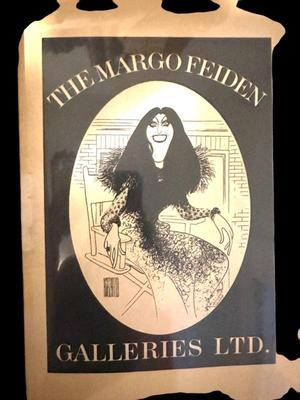 THE MARGO FEIDEN
GALLERIES LTD.